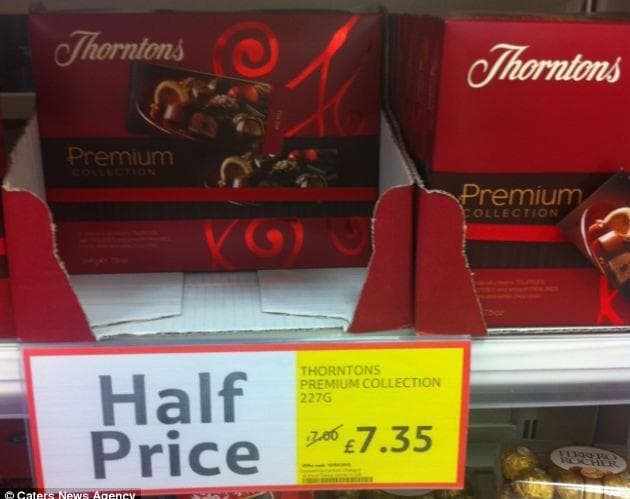 Thorntons
Thorntons
Premium
COLLECTION
Premium
COLLECTION
Half
Price
THORNTONS
PREMIUM COLLECTION
227G
£7.00
£7.35
FERRERO
ROCHER
© Caters News Agency